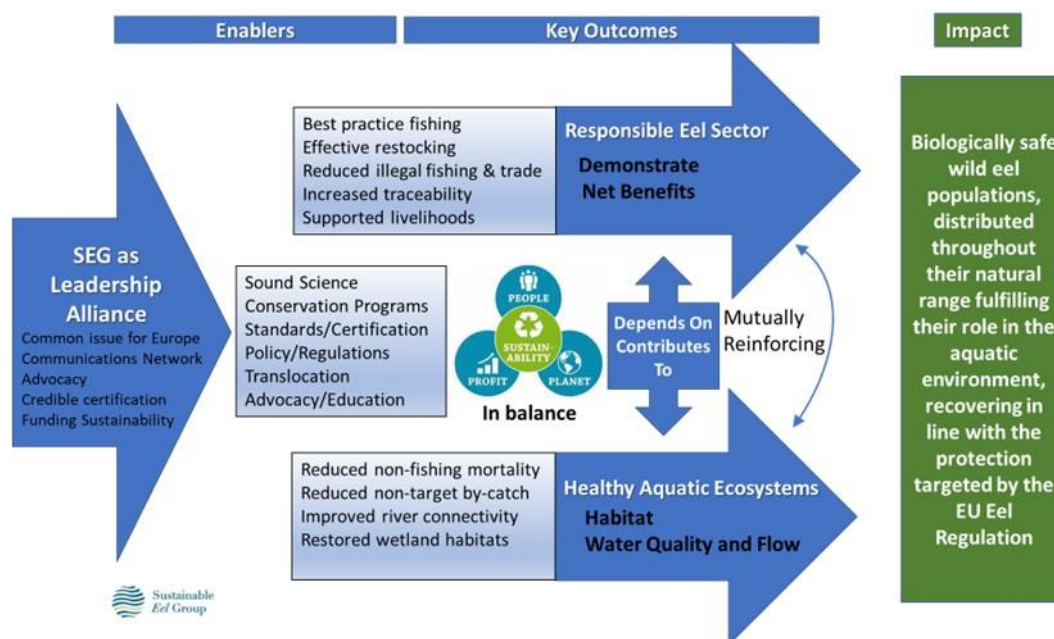 Enablers
Key Outcomes
Impact
SEG as
Leadership
Alliance
Common issue for Europe
Communications Network
Advocacy
Credible certification
Funding Sustainability
Best practice fishing
Effective restocking
Reduced illegal fishing & trade
Increased traceability
Supported livelihoods
Responsible Eel Sector
Demonstrate
Net Benefits
Sound Science
Conservation Programs
Standards/Certification
Policy/Regulations
Translocation
Advocacy/Education
PEOPLE
SUSTAIN-
ABILITY
PROFIT
PLANET
In balance
Depends On
Contributes
To
Mutually
Reinforcing
Reduced non-fishing mortality
Reduced non-target by-catch
Improved river connectivity
Restored wetland habitats
Healthy Aquatic Ecosystems
Habitat
Water Quality and Flow
Biologically safe
wild eel
populations,
distributed
throughout
their natural
range fulfilling
their role in the
aquatic
environment,
recovering in
line with the
protection
targeted by the
EU Eel
Regulation
Sustainable
Eel Group